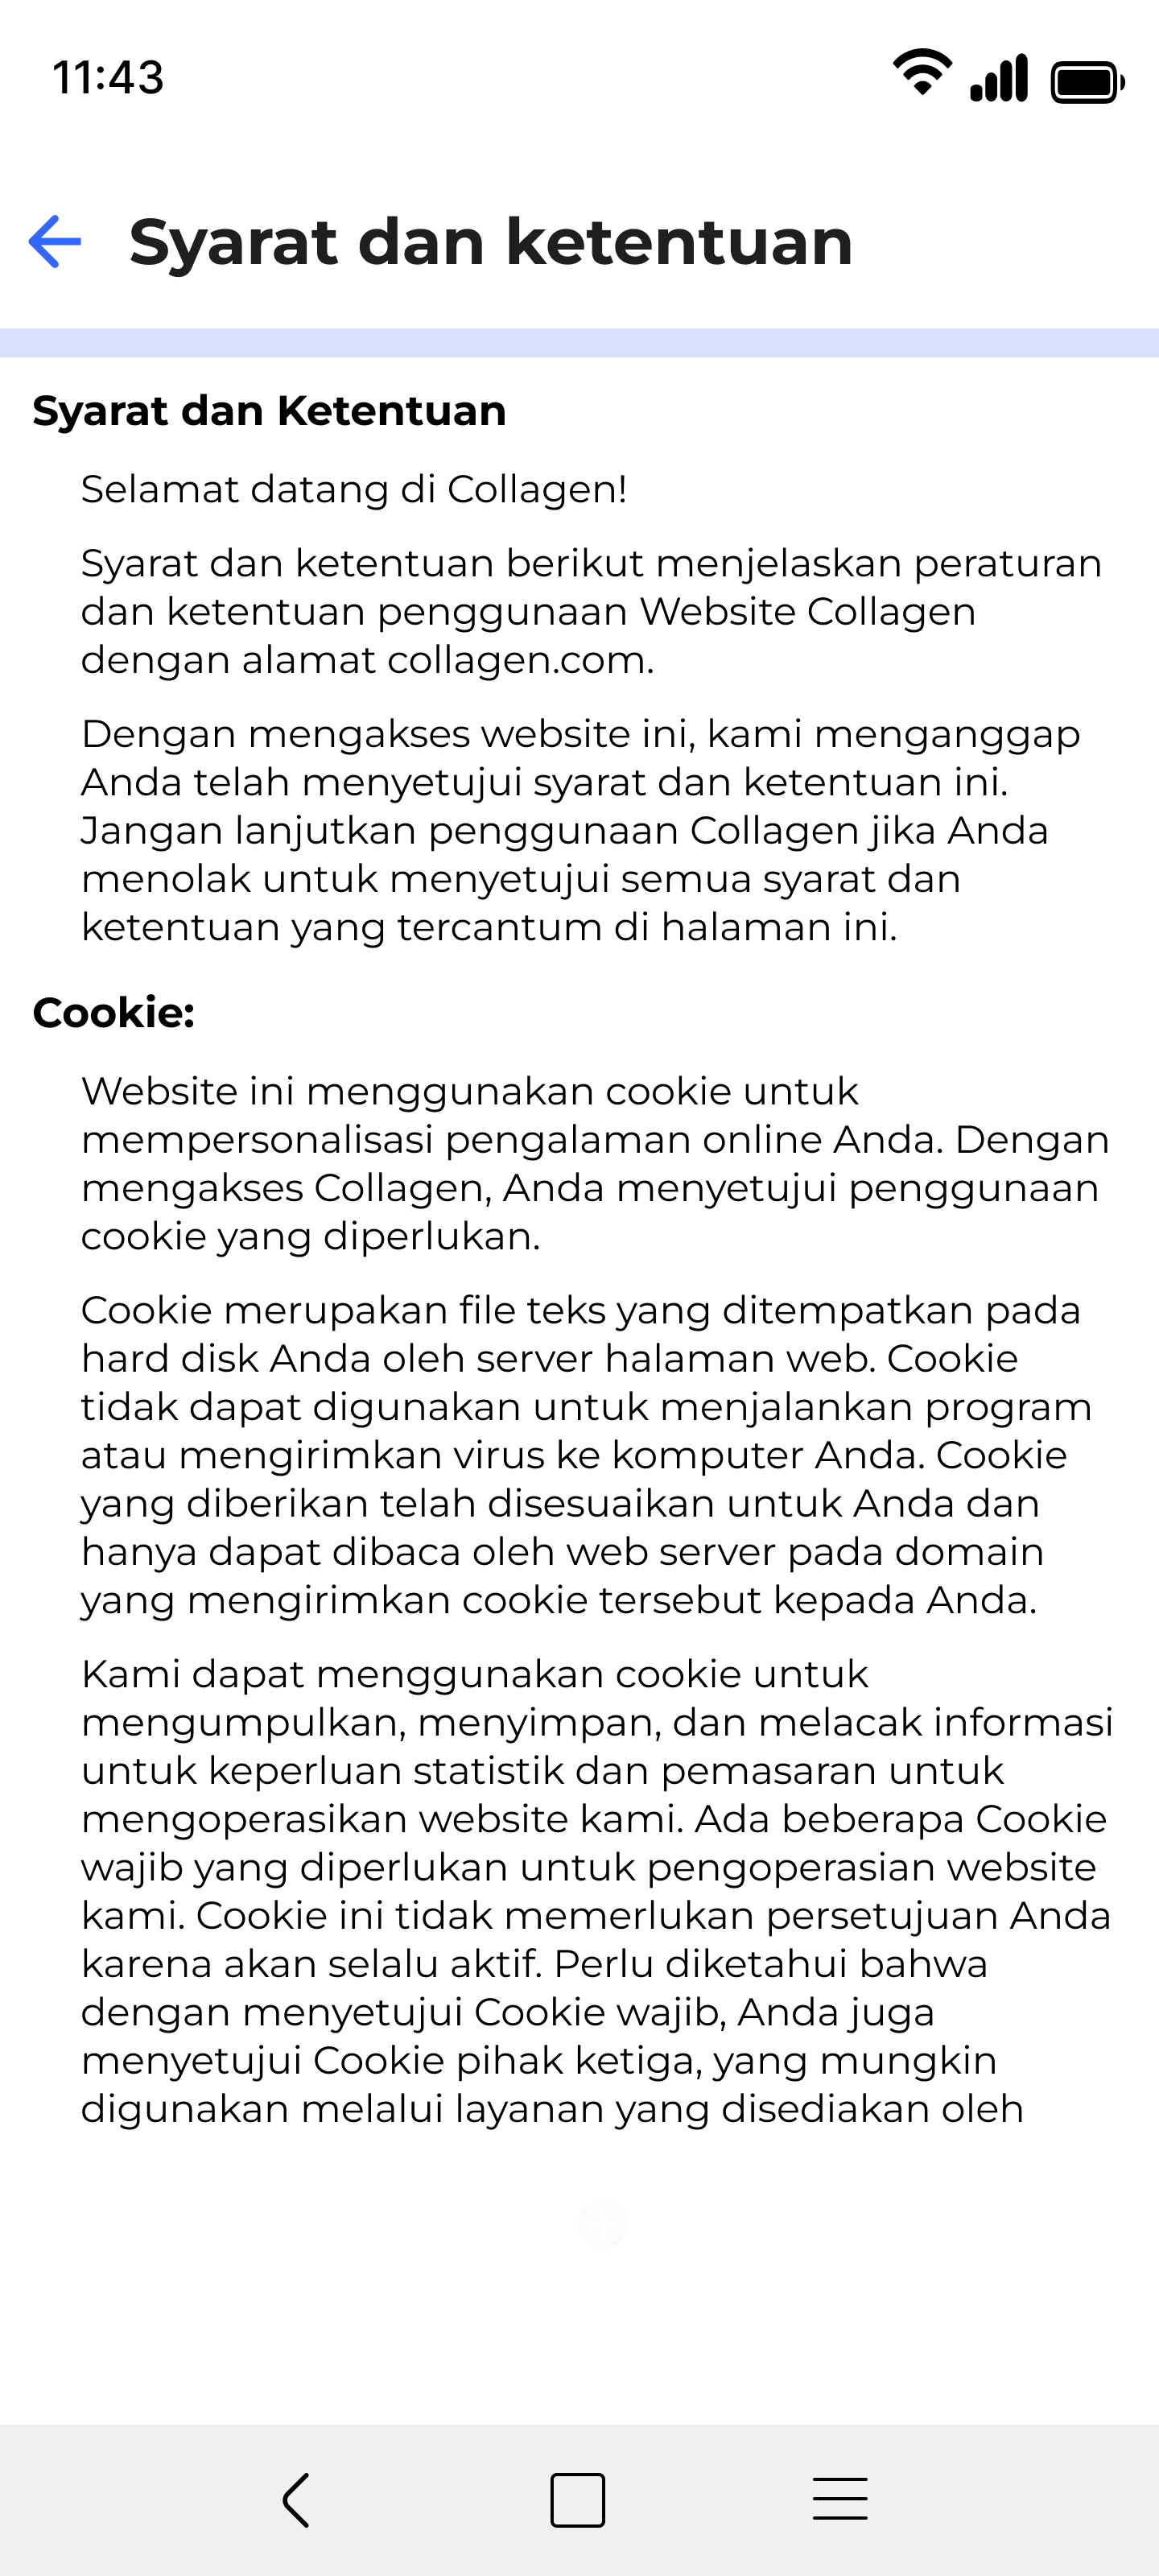 11:43
Syarat dan ketentuan
Syarat dan Ketentuan
Selamat datang di Collagen!
Syarat dan ketentuan berikut menjelaskan peraturan
dan ketentuan penggunaan Website Collagen
dengan alamat collagen.com.
Dengan mengakses website ini, kami menganggap
Anda telah menyetujui syarat dan ketentuan ini.
Jangan lanjutkan penggunaan Collagen jika Anda
menolak untuk menyetujui semua syarat dan
ketentuan yang tercantum di halaman ini.
Cookie:
Website ini menggunakan cookie untuk
mempersonalisasi pengalaman online Anda. Dengan
mengakses Collagen, Anda menyetujui penggunaan
cookie yang diperlukan.
Cookie merupakan file teks yang ditempatkan pada
hard disk Anda oleh server halaman web. Cookie
tidak dapat digunakan untuk menjalankan program
atau mengirimkan virus ke komputer Anda. Cookie
yang diberikan telah disesuaikan untuk Anda dan
hanya dapat dibaca oleh web server pada domain
yang mengirimkan cookie tersebut kepada Anda.
Kami dapat menggunakan cookie untuk
mengumpulkan, menyimpan, dan melacak informasi
untuk keperluan statistik dan pemasaran untuk
mengoperasikan website kami. Ada beberapa Cookie
wajib yang diperlukan untuk pengoperasian website
kami. Cookie ini tidak memerlukan persetujuan Anda
karena akan selalu aktif. Perlu diketahui bahwa
dengan menyetujui Cookie wajib, Anda juga
menyetujui Cookie pihak ketiga, yang mungkin
digunakan melalui layanan yang disediakan oleh